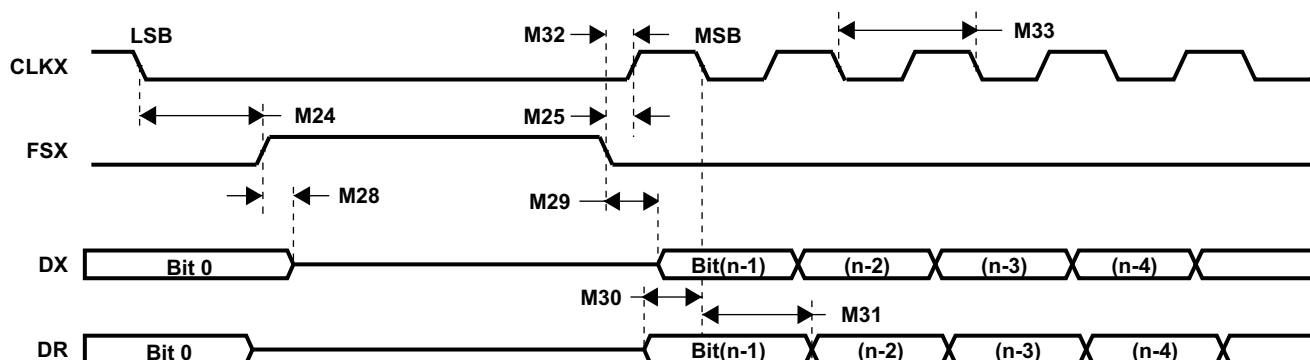 LSB
M32
MSB
M33
CLKX
M24
M25
FSX
M28
M29
DX
Bit 0
Bit(n-1)
(n-2)
(n-3)
(n-4)
M30
M31
DR
Bit 0
Bit(n-1)
(n-2)
(n-3)
(n-4)